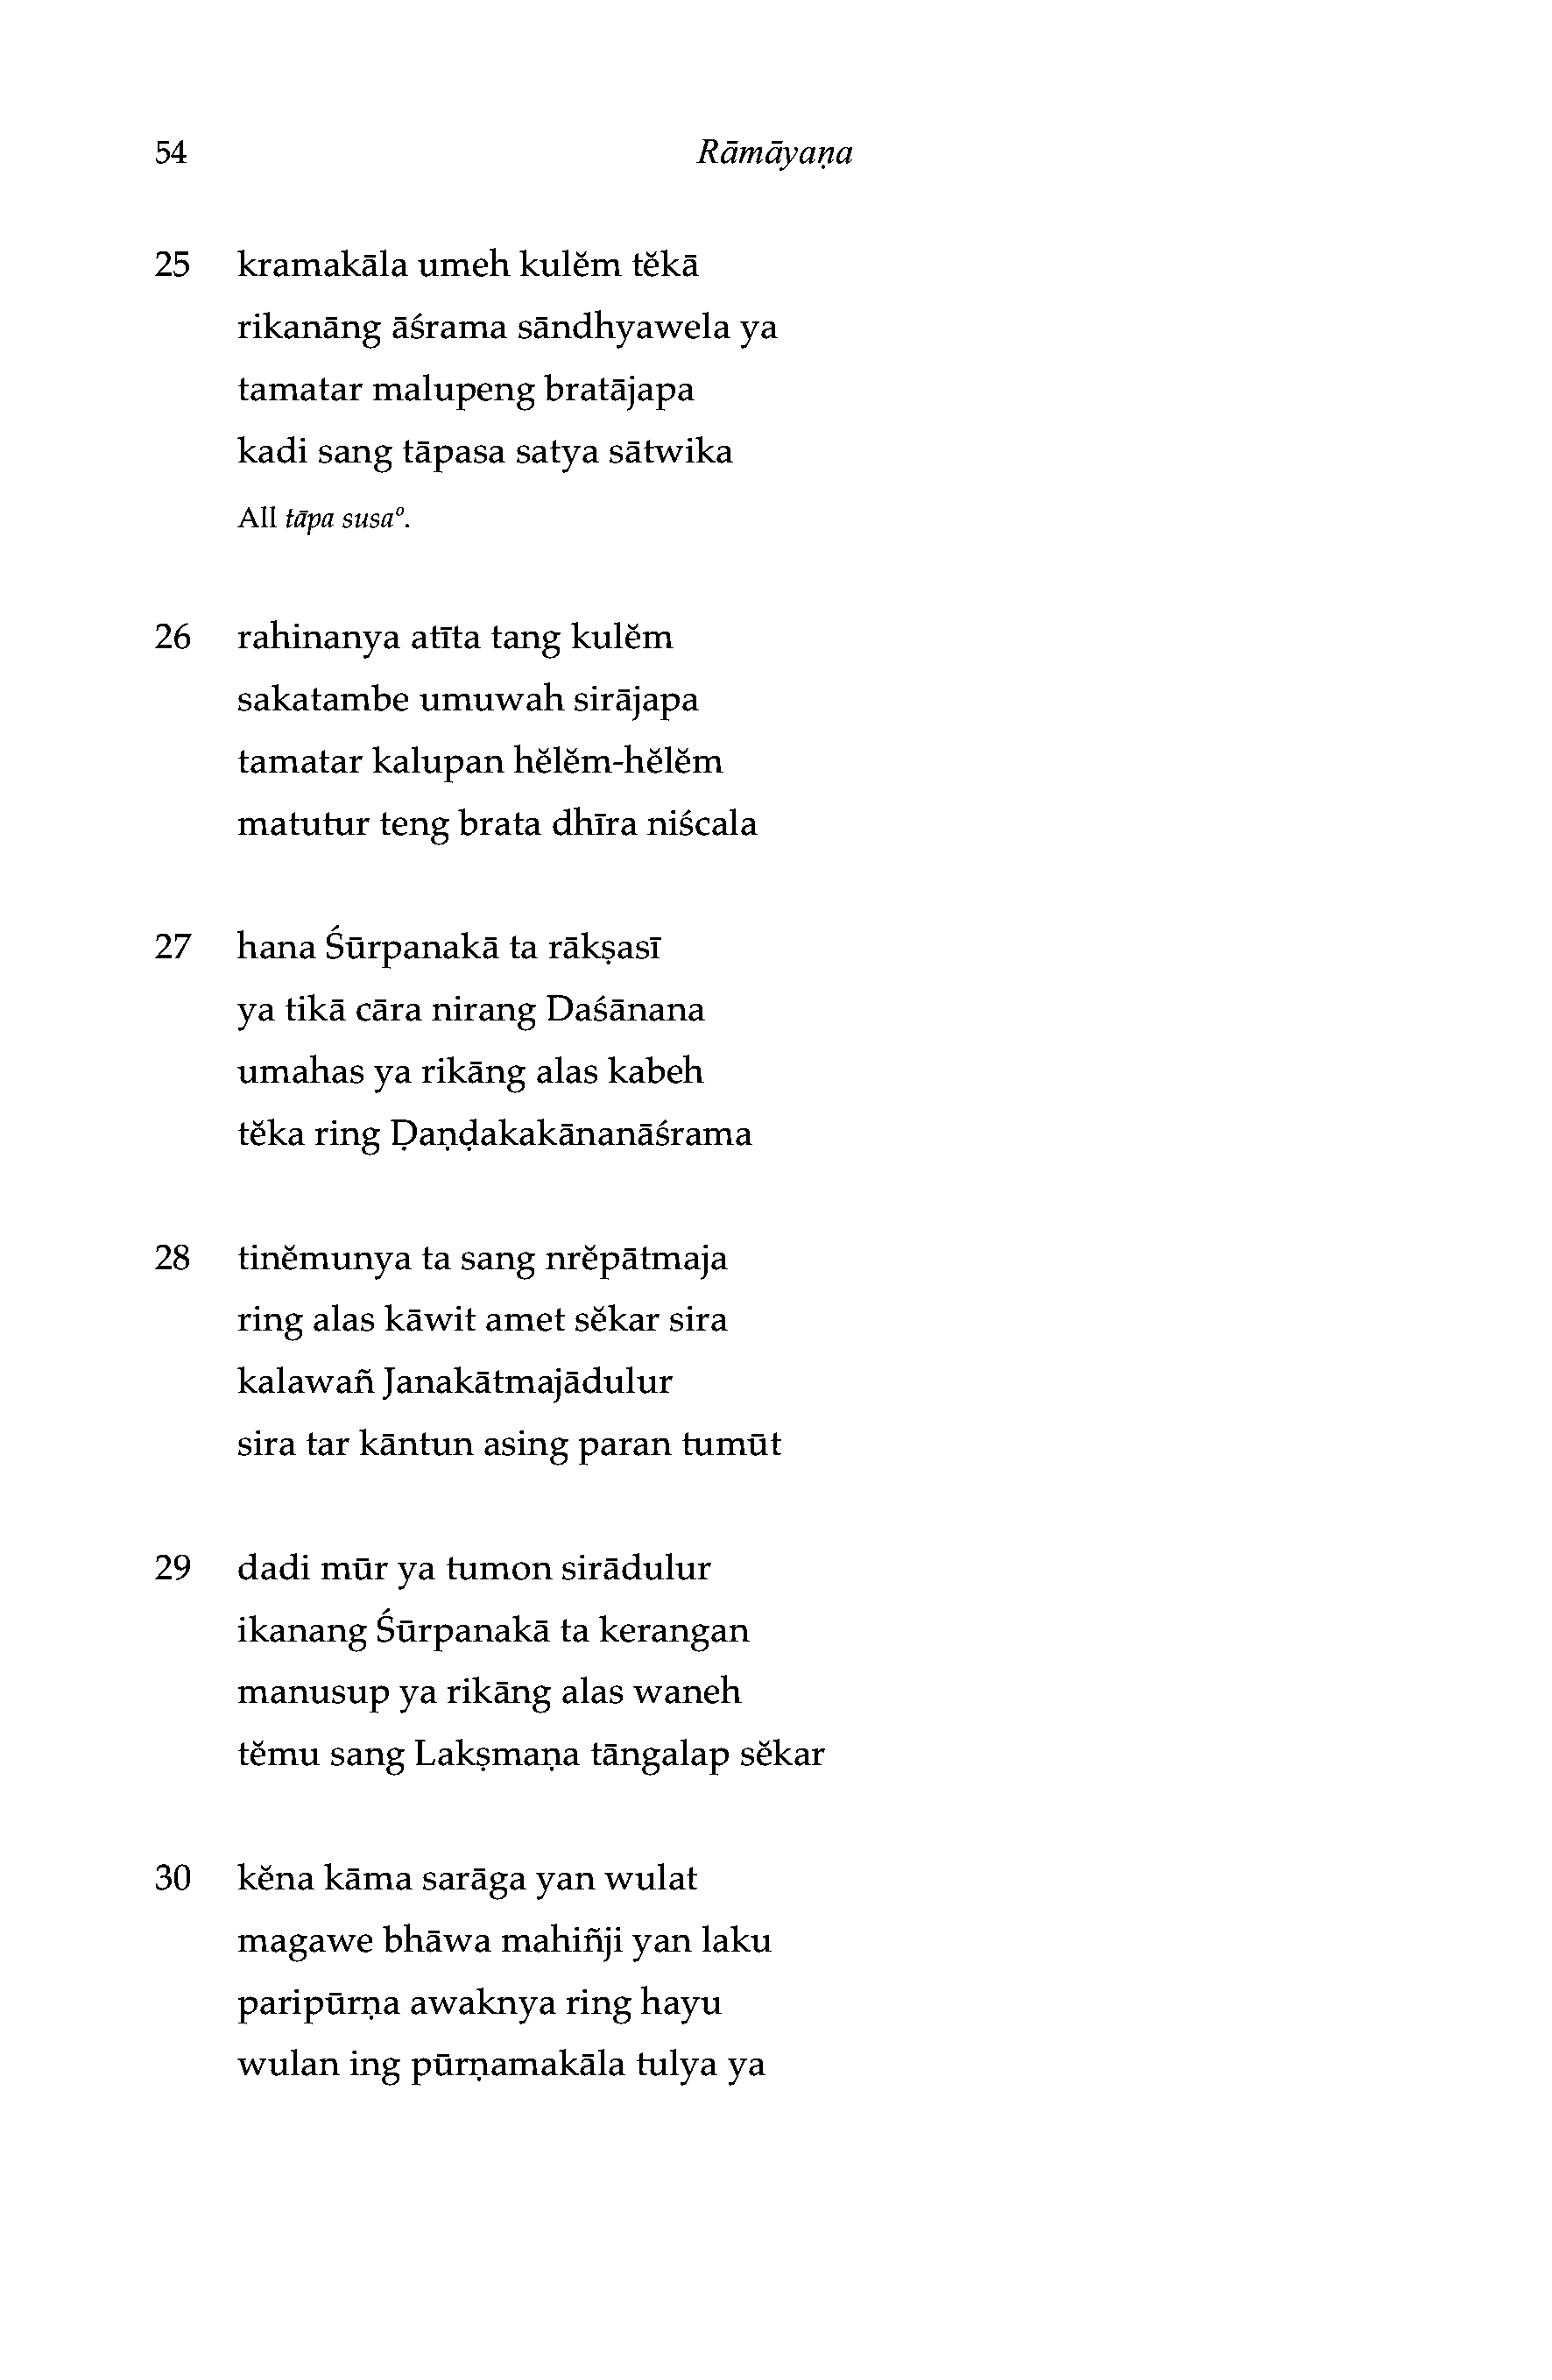 54 Rāmāyaṇa
25 kramakāla umeh kulĕm tĕkā
rikanāng āśrama sāndhyawela ya
tamatar malupeng bratājapa
kadi sang tāpasa satya sātwika
All tāpa susaº.
26 rahinanya atīta tang kulĕm
sakatambe umuwah sirājapa
tamatar kalupan hĕlĕm-hĕlĕm
matutur teng brata dhīra niścala
27 hana Śūrpanakā ta rākṣasī
ya tikā cāra nirang Daśānana
umahas ya rikāng alas kabeh
tĕka ring Ḍaṇḍakakānanāśrama
28 tinĕmunya ta sang nrĕpātmaja
ring alas kāwit amet sĕkar sira
kalawañ Janakātmajādulur
sira tar kāntun asing paran tumūt
29 dadi mūr ya tumon sirādulur
ikanang Śūrpanakā ta kerangan
manusup ya rikāng alas waneh
tĕmu sang Lakṣmaṇa tāngalap sĕkar
30 kĕna kāma sarāga yan wulat
magawe bhāwa mahiñji yan laku
paripūrṇa awaknya ring hayu
wulan ing pūrṇamakāla tulya ya